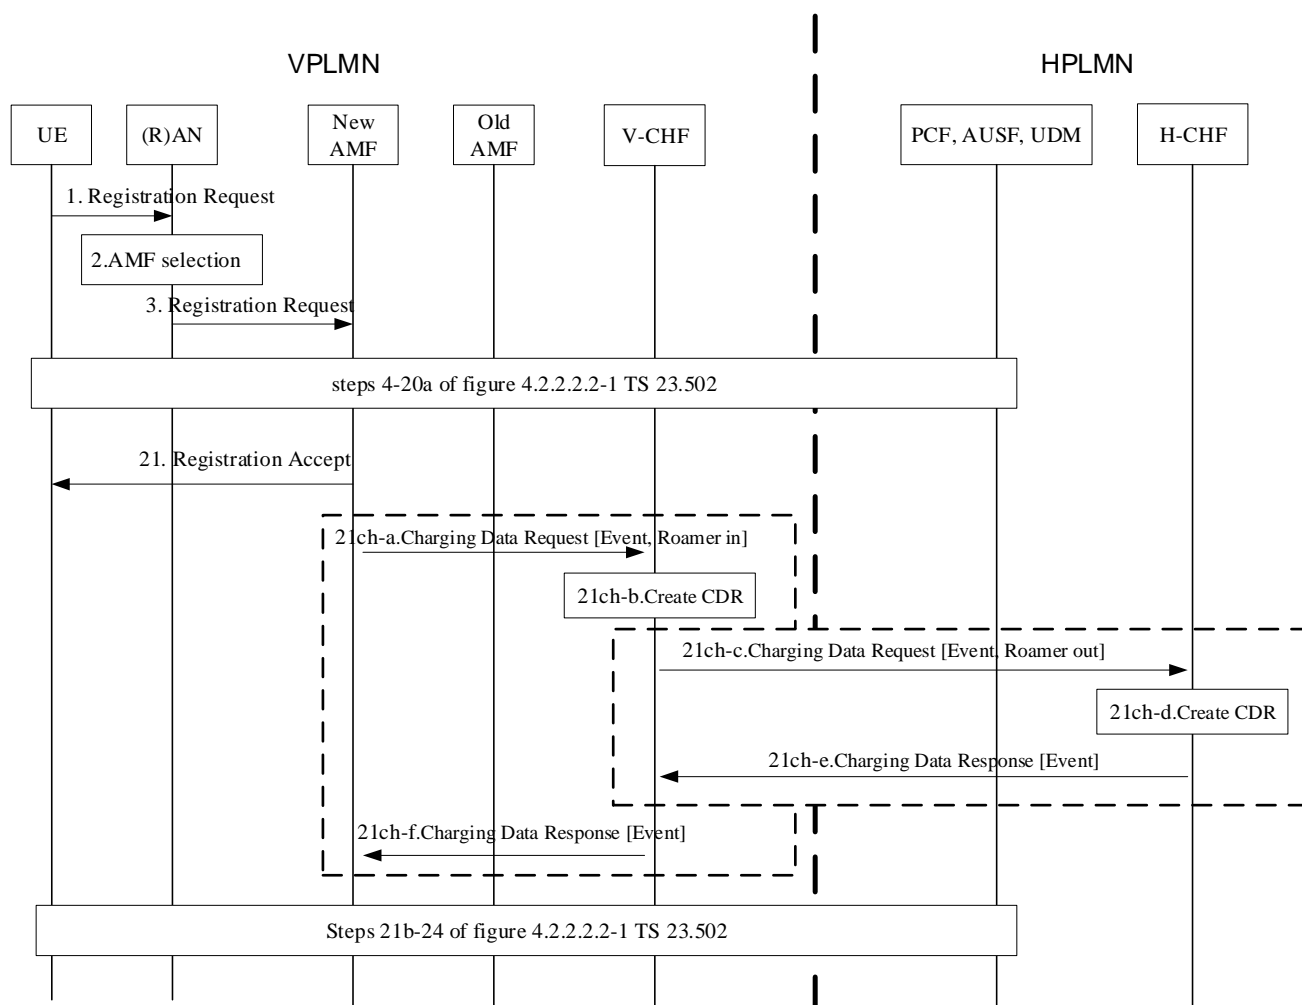 VPLMN
HPLMN
UE
(R)AN
New
AMF
Old
AMF
V-CHF
PCF, AUSF, UDM
H-CHF
1. Registration Request
2.AMF selection
3. Registration Request
steps 4-20a of figure 4.2.2.2.2-1 TS 23.502
21. Registration Accept
21ch-a.Charging Data Request [Event, Roamer in]
21ch-b.Create CDR
21ch-c.Charging Data Request [Event, Roamer out]
21ch-d.Create CDR
21ch-e.Charging Data Response [Event]
21ch-f.Charging Data Response [Event]
Steps 21b-24 of figure 4.2.2.2.2-1 TS 23.502